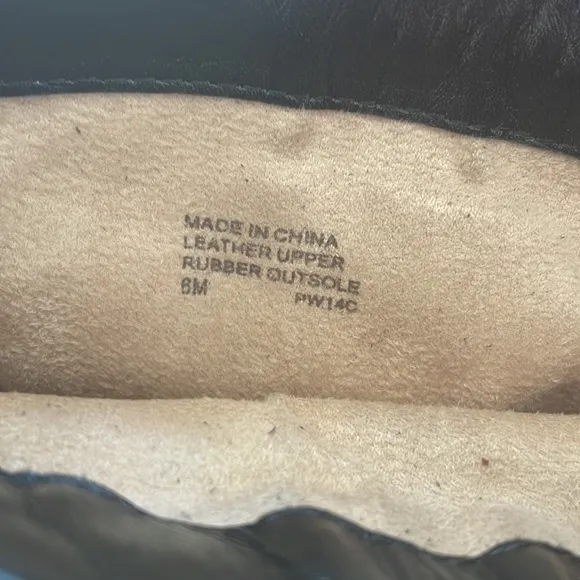 MADE IN CHINA
LEATHER UPPER
RUBBER OUTSOLE
6M PW14C